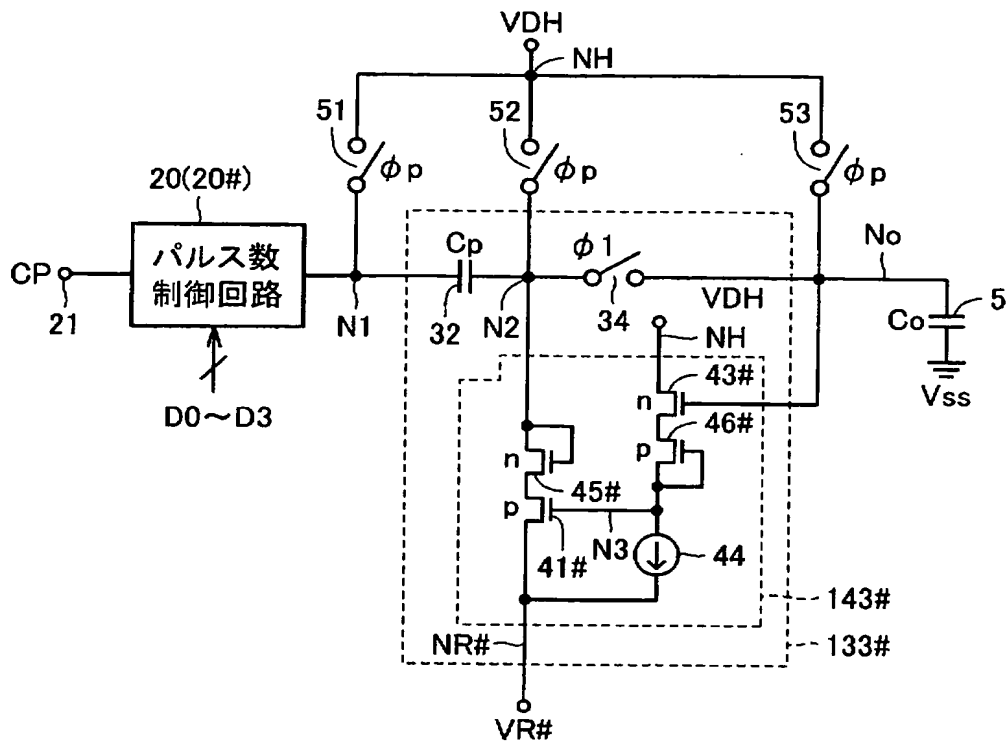 VDH
NH
51
52
53
φp
φp
φp
20(20#)
パルス数
制御回路
CP
21
N1
Cp
32
N2
φ1
34
VDH
No
5
Co
Vss
NH
43#
n
46#
p
D0～D3
n
45#
p
41#
N3
44
143#
133#
NR#
VR#